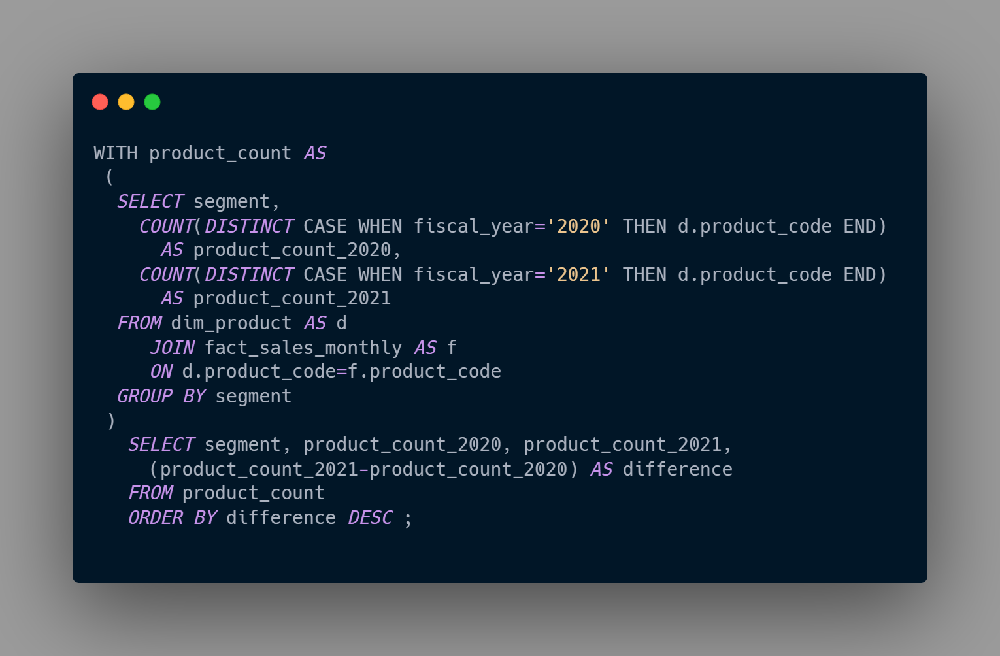 WITH product_count AS
 (
  SELECT segment,
    COUNT(DISTINCT CASE WHEN fiscal_year='2020' THEN d.product_code END)
      AS product_count_2020,
    COUNT(DISTINCT CASE WHEN fiscal_year='2021' THEN d.product_code END)
      AS product_count_2021
  FROM dim_product AS d
     JOIN fact_sales_monthly AS f
     ON d.product_code=f.product_code
  GROUP BY segment
 )
   SELECT segment, product_count_2020, product_count_2021,
     (product_count_2021-product_count_2020) AS difference
   FROM product_count
   ORDER BY difference DESC ;